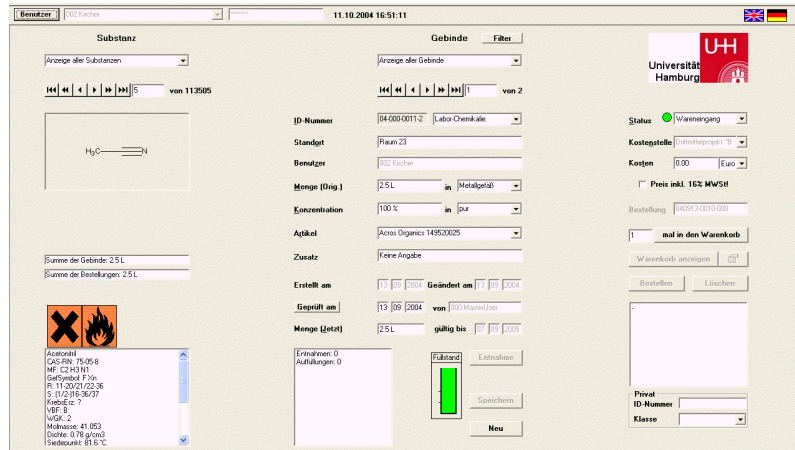 Benutzer 002 Kircher 11.10.2004 16:51:11
Substanz
Anzeige aller Substanzen
5 von 113505
H3C N
Summe der Gebinde: 2.5 L
Summe der Bestellungen: 2.5 L
Acetonitril
CAS-RN: 75-05-8
MF: C2 H3 N1
GefSymbol: F Xn
R: 11-20/21/22-36
S: (1/2-)16-36/37
KrebsErz: ?
VBF: B
WGK: 2
Molmasse: 41.053
Dichte: 0.78 g/cm3
Siedepunkt: 81.6 °C
Gebinde Filter
Anzeige aller Gebinde
1 von 2
ID-Nummer 04-000-0011-2 Labor-Chemikalie
Standort Raum 23
Benutzer 002 Kircher
Menge (Orig.) 2.5 L in Metallgefäß
Konzentration 100 % in pur
Artikel Acros Organics 149520025
Zusatz Keine Angabe
Erstellt am 13 09 2004 Geändert am 13 09 2004
Geprüft am 13 09 2004 von 000 MasterUser
Menge (Jetzt) 2.5 L gültig bis 07 09 2005
Entnahmen: 0
Auffüllungen: 0
Füllstand
Entnahme
Speichern
Neu
UHH
Universität
Hamburg
Status Wareneingang
Kostenstelle Drittmittelprojekt "B
Kosten 0.00 Euro
Preis inkl. 16% MWSt!
Bestellung 040913-0010-000
1 mal in den Warenkorb
Warenkorb anzeigen
Bestellen Löschen
-
Privat
ID-Nummer
Klasse